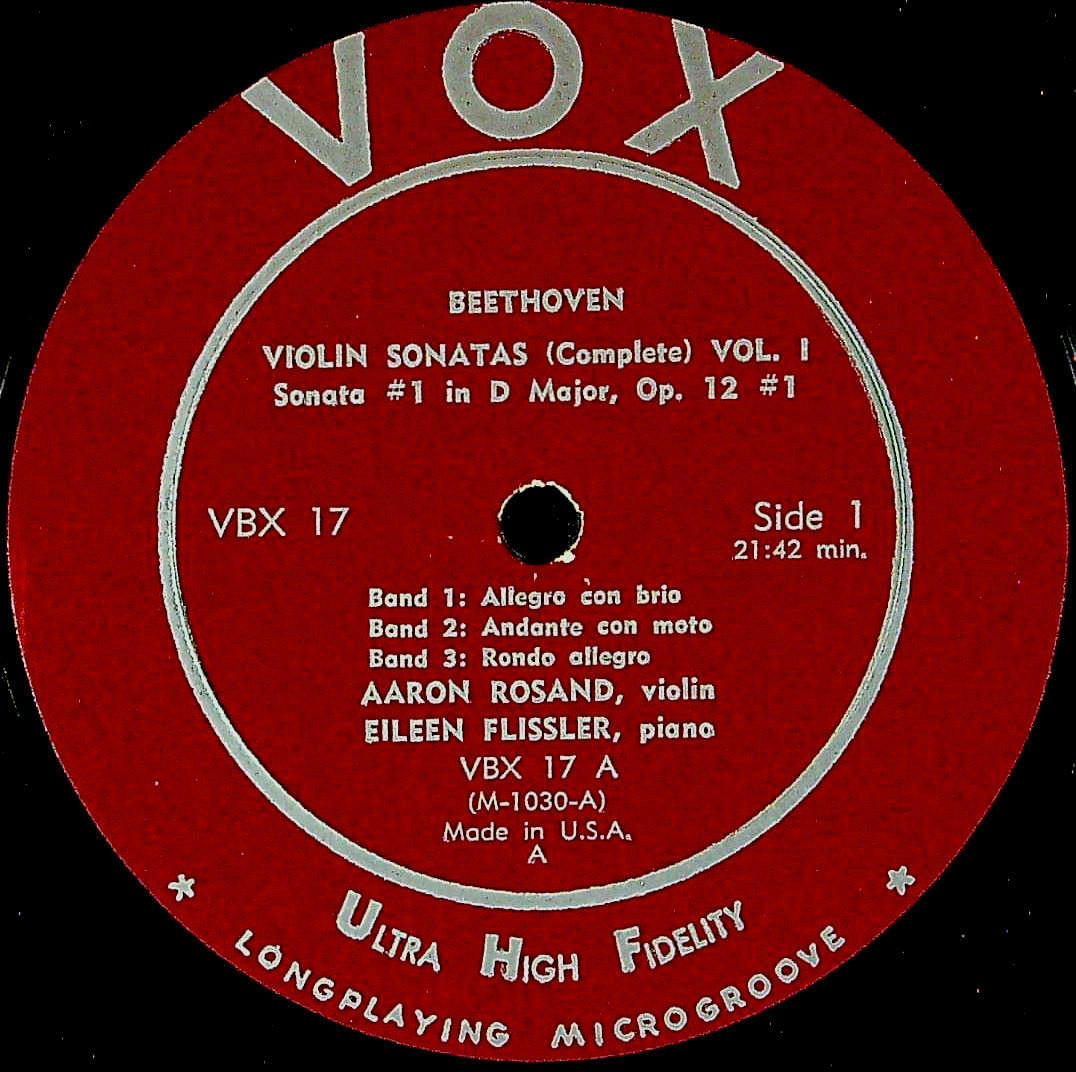 VOX
BEETHOVEN
VIOLIN SONATAS (Complete) VOL. I
Sonata #1 in D Major, Op. 12 #1
VBX 17
Side 1
21:42 min.
Band 1: Allegro con brio
Band 2: Andante con moto
Band 3: Rondo allegro
AARON ROSAND, violin
EILEEN FLISSLER, piano
VBX 17 A
(M-1030-A)
Made in U.S.A.
A
ULTRA HIGH FIDELITY
* LONGPLAYING MICROGROOVE *